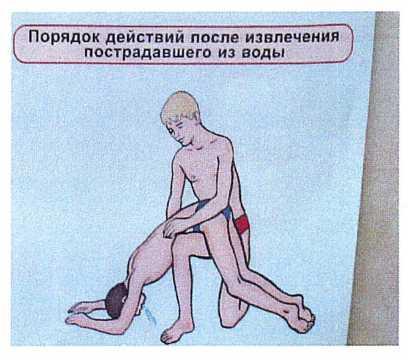 Порядок действий после извлечения
пострадавшего из воды